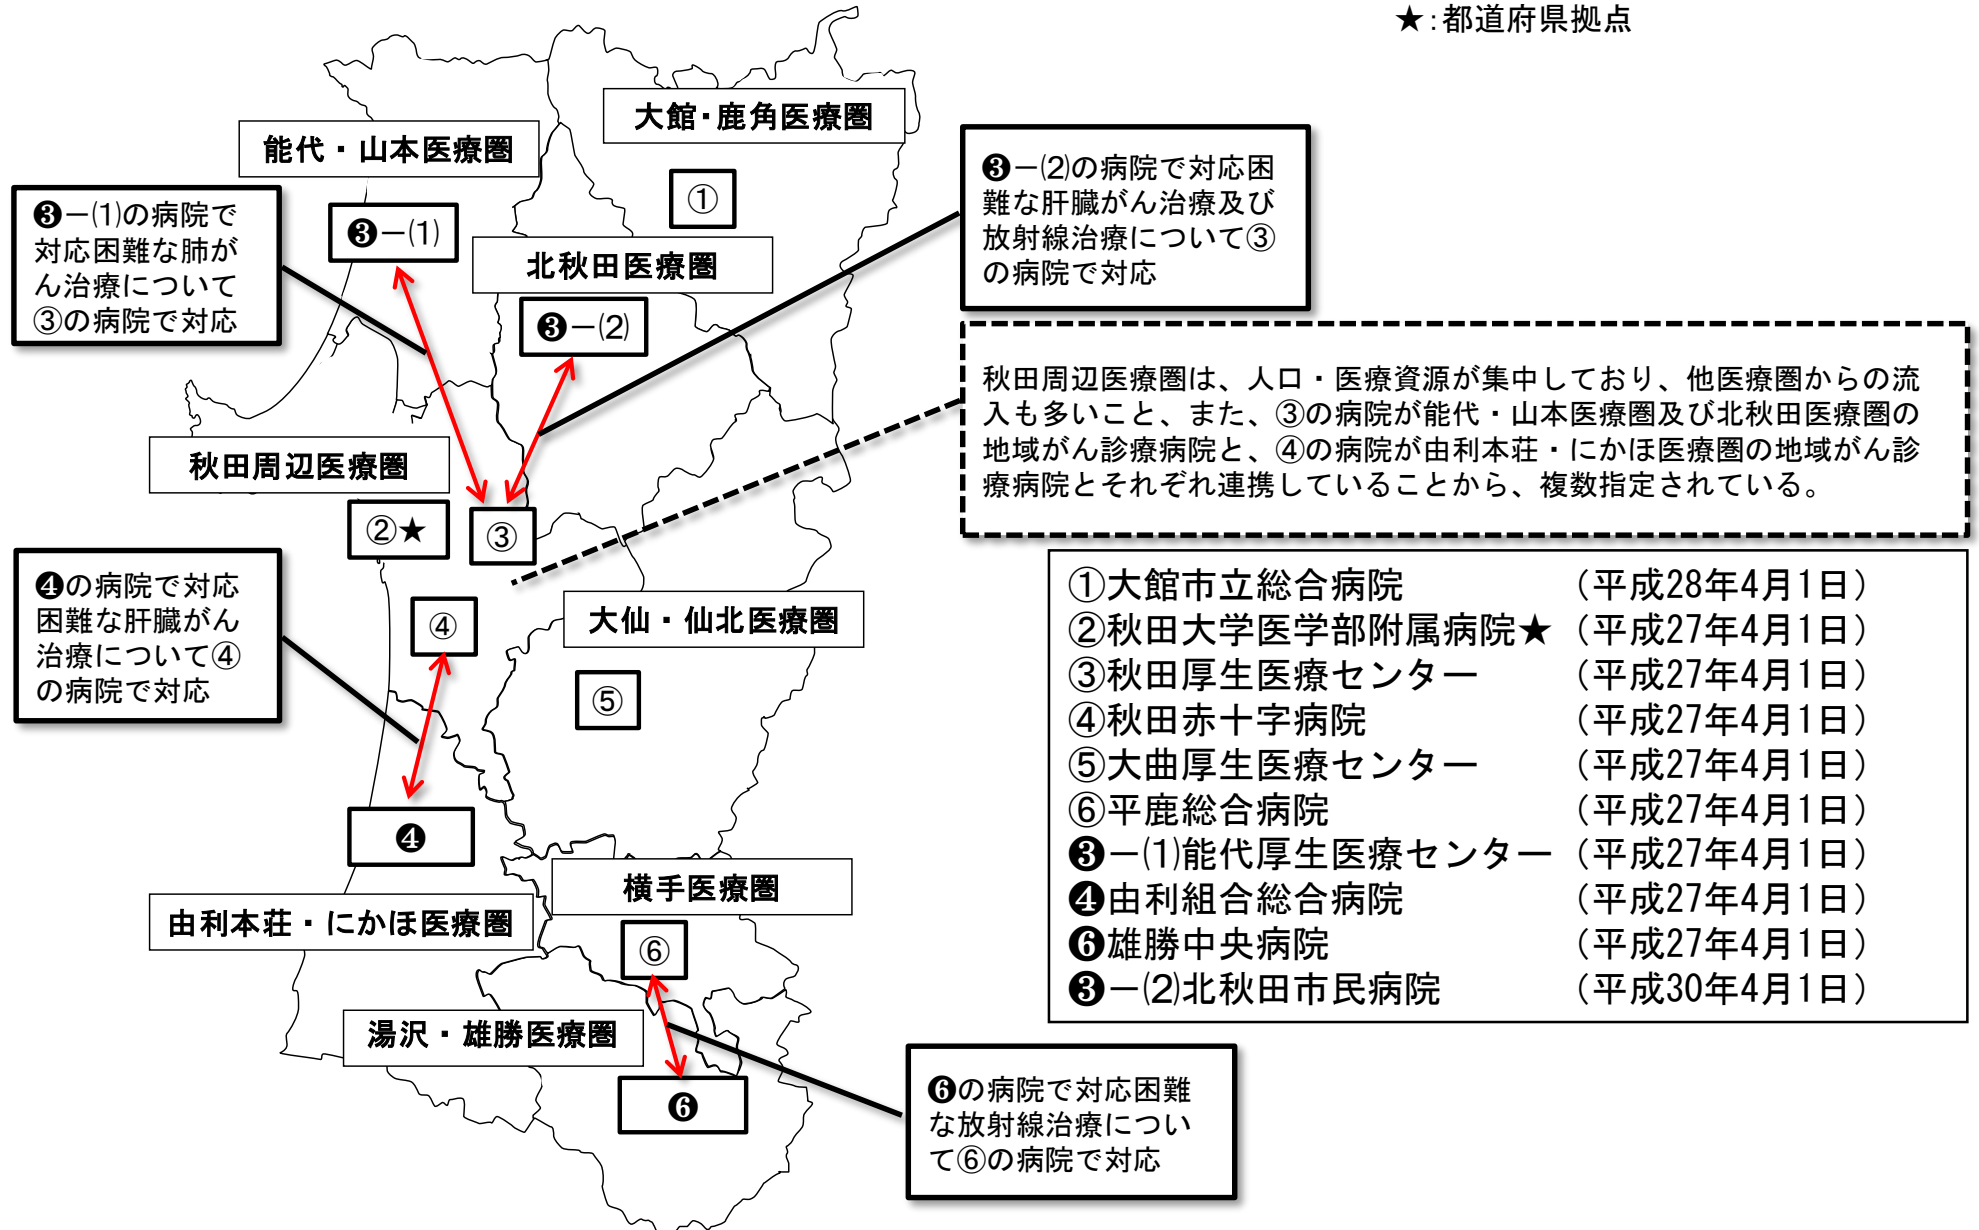 ★：都道府県拠点
大館・鹿角医療圏
能代・山本医療圏
①
❸－⑴の病院で
対応困難な肺が
ん治療について
③の病院で対応
❸－⑴
北秋田医療圏
❸－⑵
❸－⑵の病院で対応困
難な肝臓がん治療及び
放射線治療について③
の病院で対応
秋田周辺医療圏は、人口・医療資源が集中しており、他医療圏からの流
入も多いこと、また、③の病院が能代・山本医療圏及び北秋田医療圏の
地域がん診療病院と、④の病院が由利本荘・にかほ医療圏の地域がん診
療病院とそれぞれ連携していることから、複数指定されている。
秋田周辺医療圏
②★
③
❹の病院で対応
困難な肝臓がん
治療について④
の病院で対応
④
大仙・仙北医療圏
⑤
❹
横手医療圏
由利本荘・にかほ医療圏
⑥
湯沢・雄勝医療圏
❻
❻の病院で対応困難
な放射線治療につい
て⑥の病院で対応
①大館市立総合病院 （平成28年4月1日）
②秋田大学医学部附属病院★ （平成27年4月1日）
③秋田厚生医療センター （平成27年4月1日）
④秋田赤十字病院 （平成27年4月1日）
⑤大曲厚生医療センター （平成27年4月1日）
⑥平鹿総合病院 （平成27年4月1日）
❸－⑴能代厚生医療センター （平成27年4月1日）
❹由利組合総合病院 （平成27年4月1日）
❻雄勝中央病院 （平成27年4月1日）
❸－⑵北秋田市民病院 （平成30年4月1日）